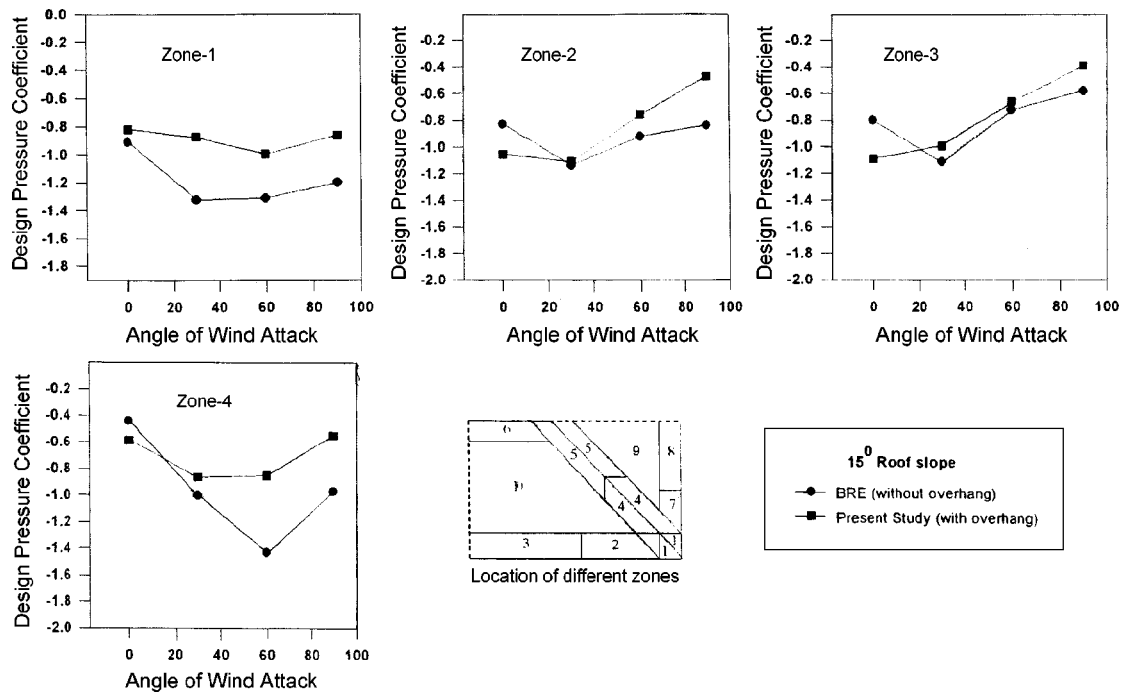 0.0
-0.2
-0.4
-0.6
-0.8
-1.0
-1.2
-1.4
-1.6
-1.8
Design Pressure Coefficient
Zone-1
0 20 40 60 80 100
Angle of Wind Attack
-0.2
-0.4
-0.6
-0.8
-1.0
-1.2
-1.4
-1.6
-1.8
-2.0
Design Pressure Coefficient
Zone-2
0 20 40 60 80 100
Angle of Wind Attack
-0.2
-0.4
-0.6
-0.8
-1.0
-1.2
-1.4
-1.6
-1.8
-2.0
Design Pressure Coefficient
Zone-3
0 20 40 60 80 100
Angle of Wind Attack
-0.2
-0.4
-0.6
-0.8
-1.0
-1.2
-1.4
-1.6
-1.8
-2.0
Design Pressure Coefficient
Zone-4
0 20 40 60 80 100
Angle of Wind Attack
6
5 5 9 8
4 4 7
3 2 1 1
Location of different zones
15⁰ Roof slope
BRE (without overhang)
Present Study (with overhang)